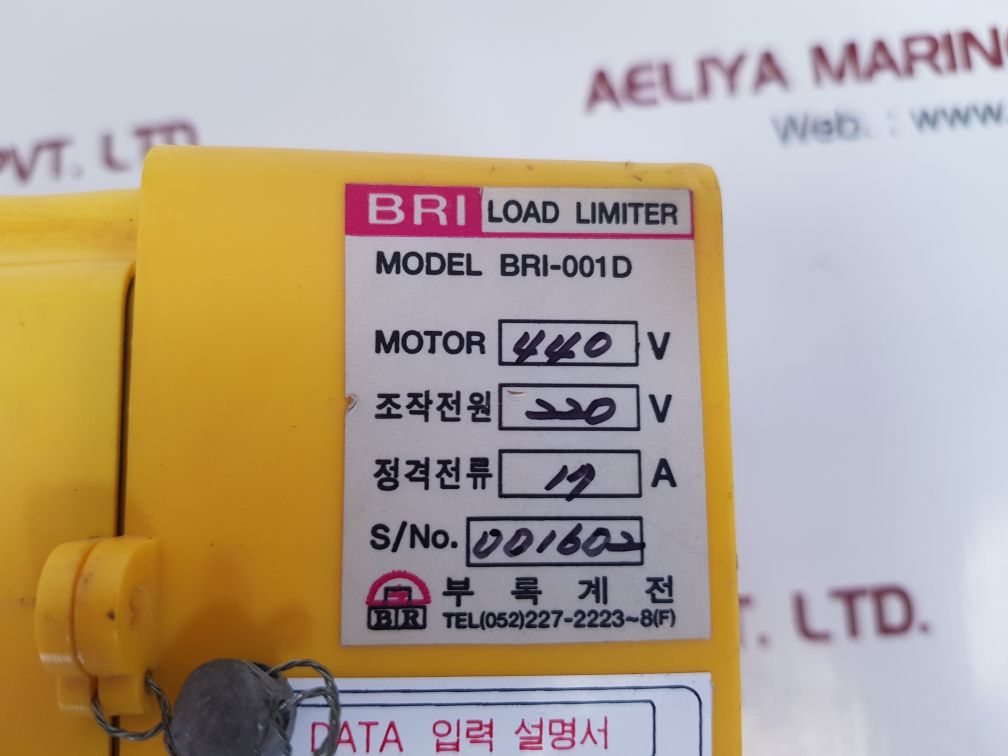 AELIYA MARINE
Web. : www.
PVT. LTD.
BRI LOAD LIMITER
MODEL BRI-001D
MOTOR 440 V
조작전원 220 V
정격전류 17 A
S/No. 001602
BR 부록계전
TEL(052)227-2223~8(F)
T. LTD.
DATA 입력 설명서